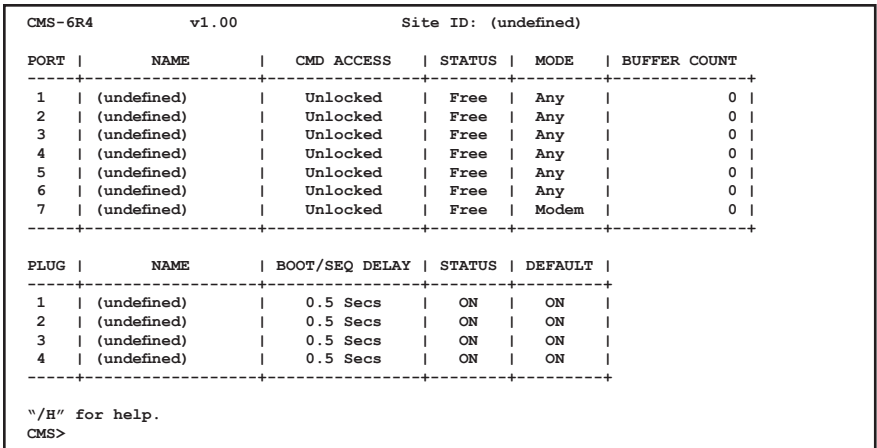 CMS-6R4            v1.00                    Site ID: (undefined)
PORT |       NAME        |   CMD ACCESS    | STATUS |  MODE   | BUFFER COUNT
-----+-------------------+-----------------+--------+---------+---------------+
 1   | (undefined)       |    Unlocked     |  Free  |  Any    |             0 |
 2   | (undefined)       |    Unlocked     |  Free  |  Any    |             0 |
 3   | (undefined)       |    Unlocked     |  Free  |  Any    |             0 |
 4   | (undefined)       |    Unlocked     |  Free  |  Any    |             0 |
 5   | (undefined)       |    Unlocked     |  Free  |  Any    |             0 |
 6   | (undefined)       |    Unlocked     |  Free  |  Any    |             0 |
 7   | (undefined)       |    Unlocked     |  Free  |  Modem  |             0 |
-----+-------------------+-----------------+--------+---------+---------------+
PLUG |       NAME        | BOOT/SEQ DELAY  | STATUS | DEFAULT |
-----+-------------------+-----------------+--------+---------+
 1   | (undefined)       |    0.5 Secs     |   ON   |   ON    |
 2   | (undefined)       |    0.5 Secs     |   ON   |   ON    |
 3   | (undefined)       |    0.5 Secs     |   ON   |   ON    |
 4   | (undefined)       |    0.5 Secs     |   ON   |   ON    |
-----+-------------------+-----------------+--------+---------+
“/H” for help.
CMS>